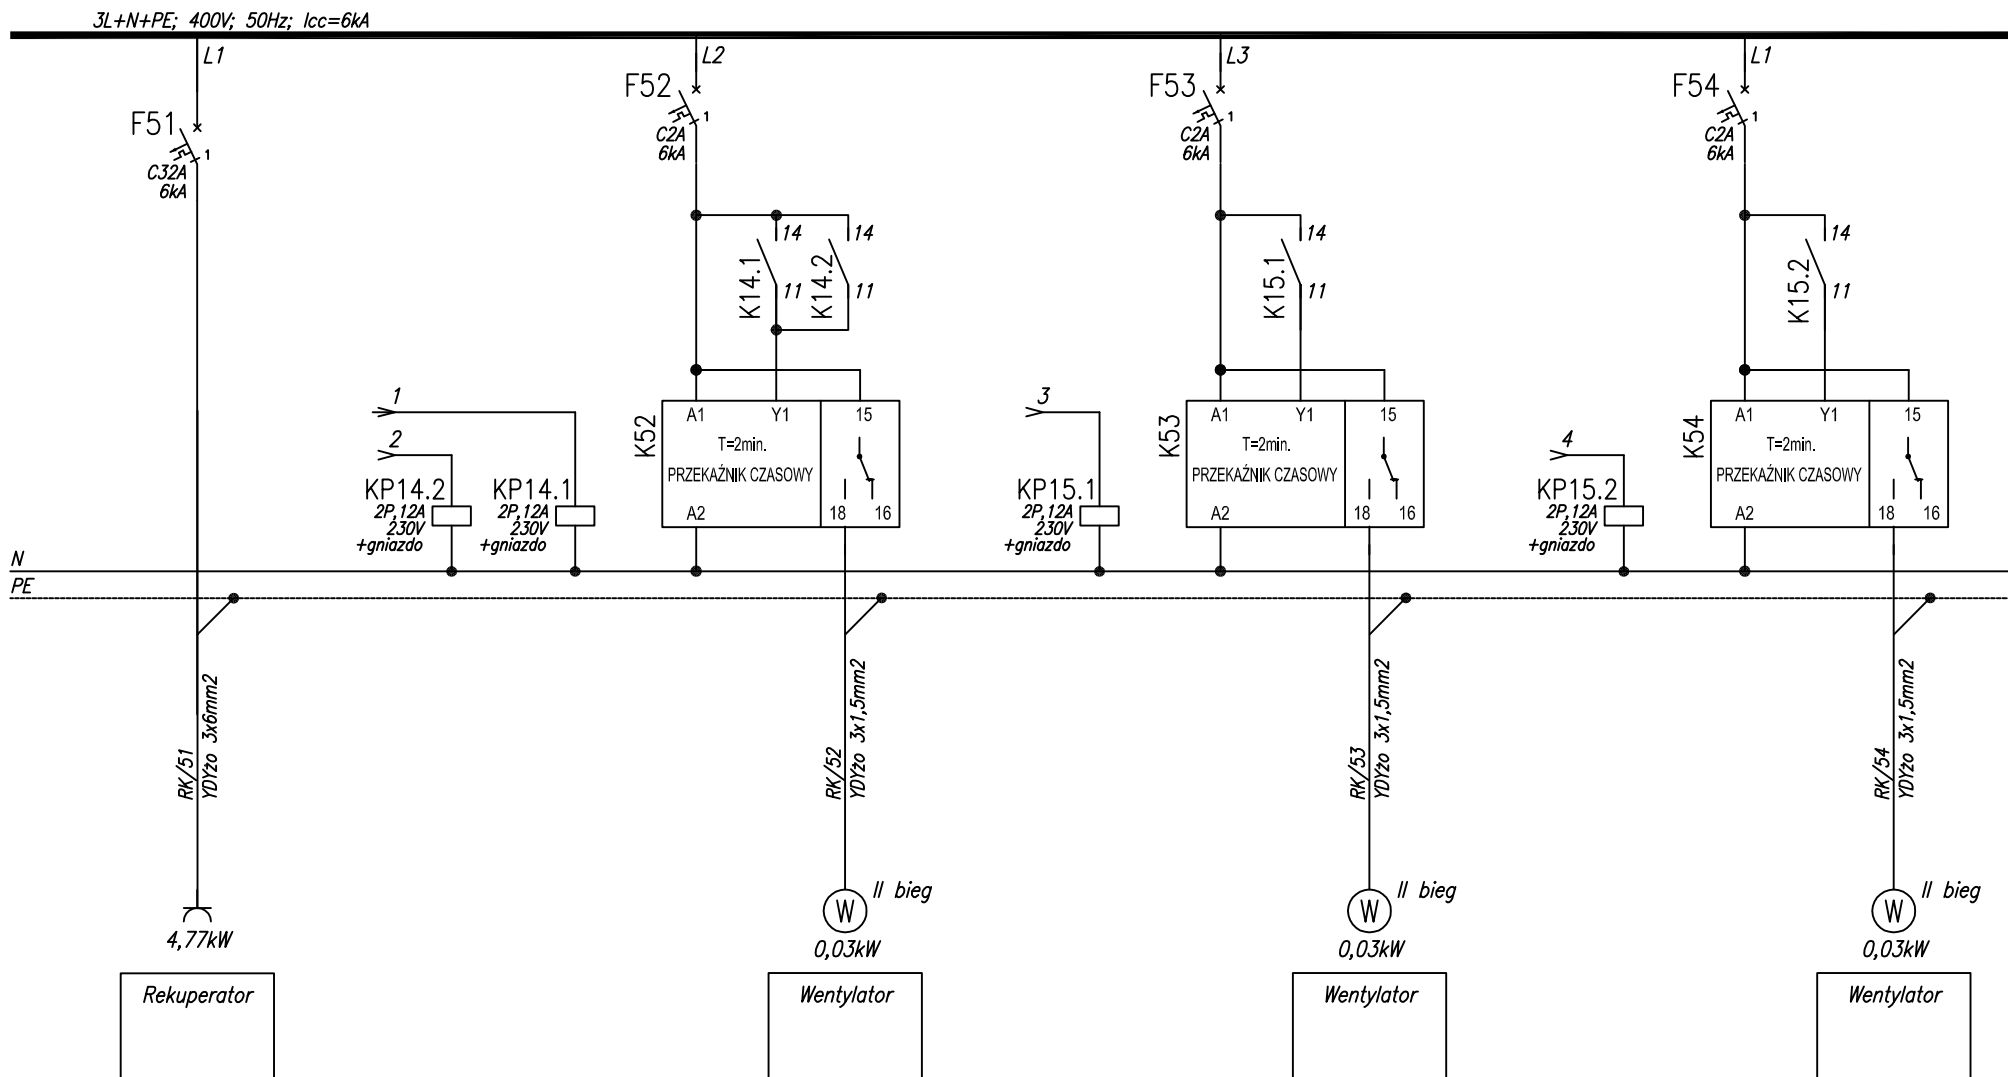 3L+N+PE; 400V; 50Hz; Icc=6kA
L1
L2
L3
L1
F51
1
C32A
6kA
F52
1
C2A
6kA
F53
1
C2A
6kA
F54
1
C2A
6kA
14
14
K14.1
K14.2
11
11
14
K15.1
11
14
K15.2
11
1
2
KP14.2
2P,12A
230V
+gniazdo
KP14.1
2P,12A
230V
+gniazdo
K52
A1
Y1
15
T=2min.
PRZEKAŹNIK CZASOWY
A2
18
16
3
KP15.1
2P,12A
230V
+gniazdo
K53
A1
Y1
15
T=2min.
PRZEKAŹNIK CZASOWY
A2
18
16
4
KP15.2
2P,12A
230V
+gniazdo
K54
A1
Y1
15
T=2min.
PRZEKAŹNIK CZASOWY
A2
18
16
N
PE
RK/51
YDYżo 3x6mm2
RK/52
YDYżo 3x1,5mm2
RK/53
YDYżo 3x1,5mm2
RK/54
YDYżo 3x1,5mm2
4,77kW
Rekuperator
W
II bieg
0,03kW
Wentylator
W
II bieg
0,03kW
Wentylator
W
II bieg
0,03kW
Wentylator